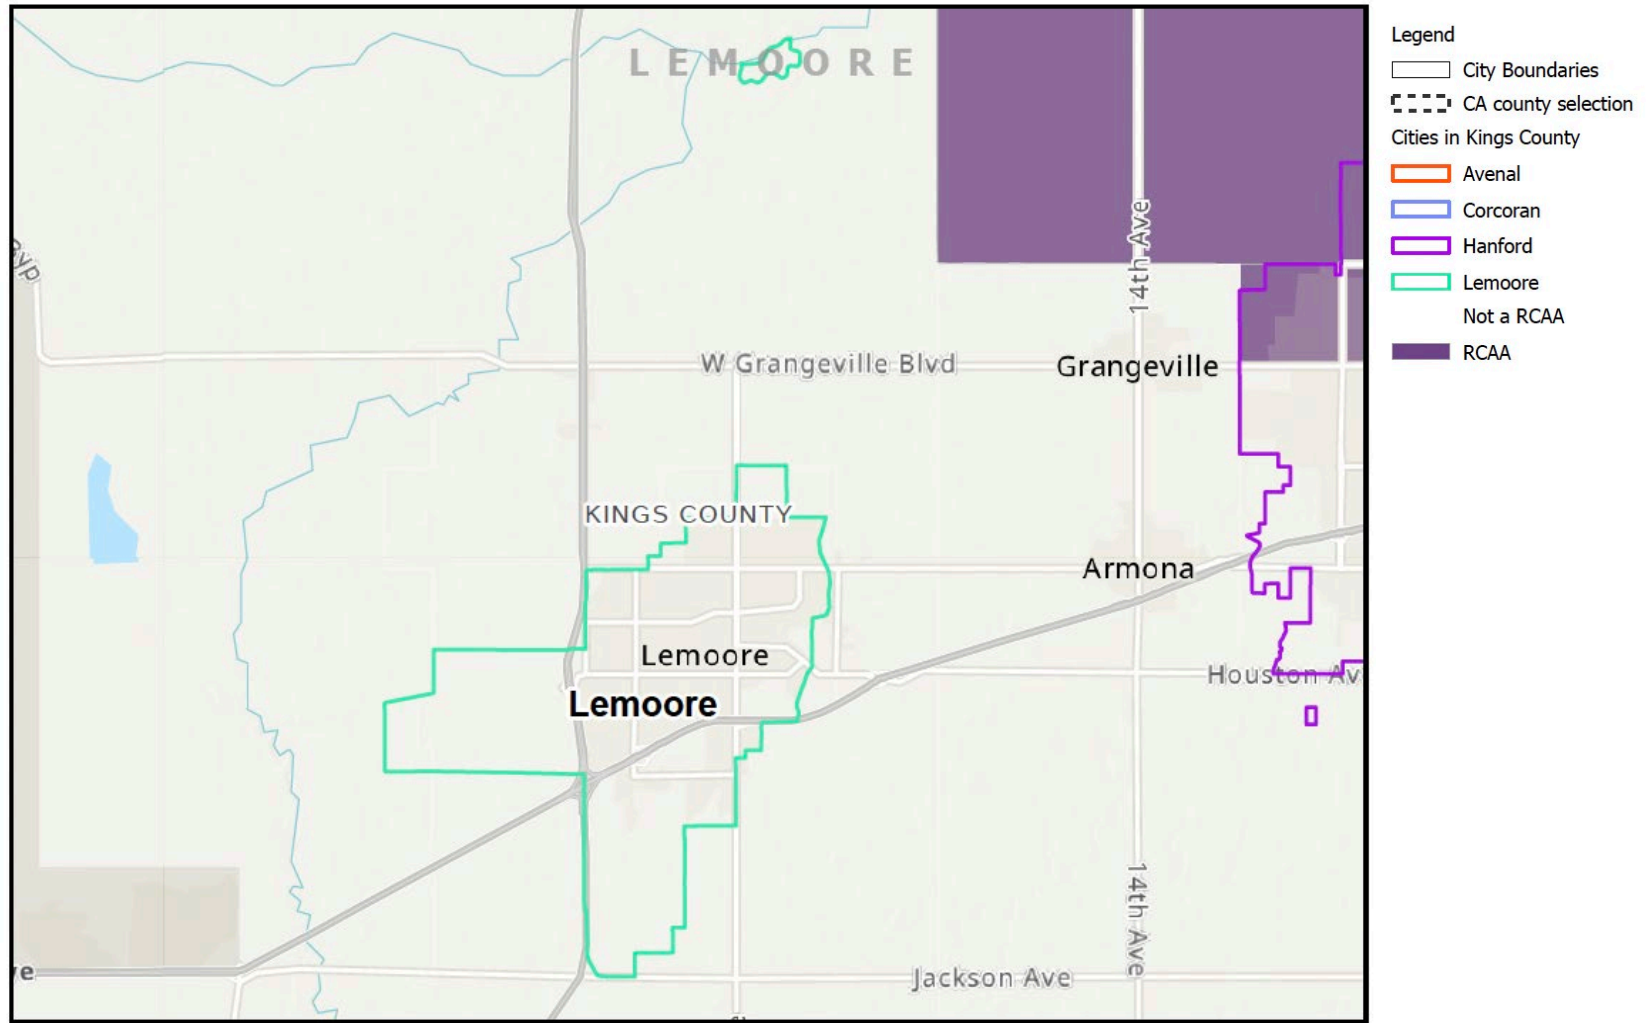 LEMOORE
14th Ave
W Grangeville Blvd
Grangeville
KINGS COUNTY
Armona
Lemoore
Lemoore
Houston Av
14th Ave
Jackson Ave
Legend
City Boundaries
CA county selection
Cities in Kings County
Avenal
Corcoran
Hanford
Lemoore
Not a RCAA
RCAA